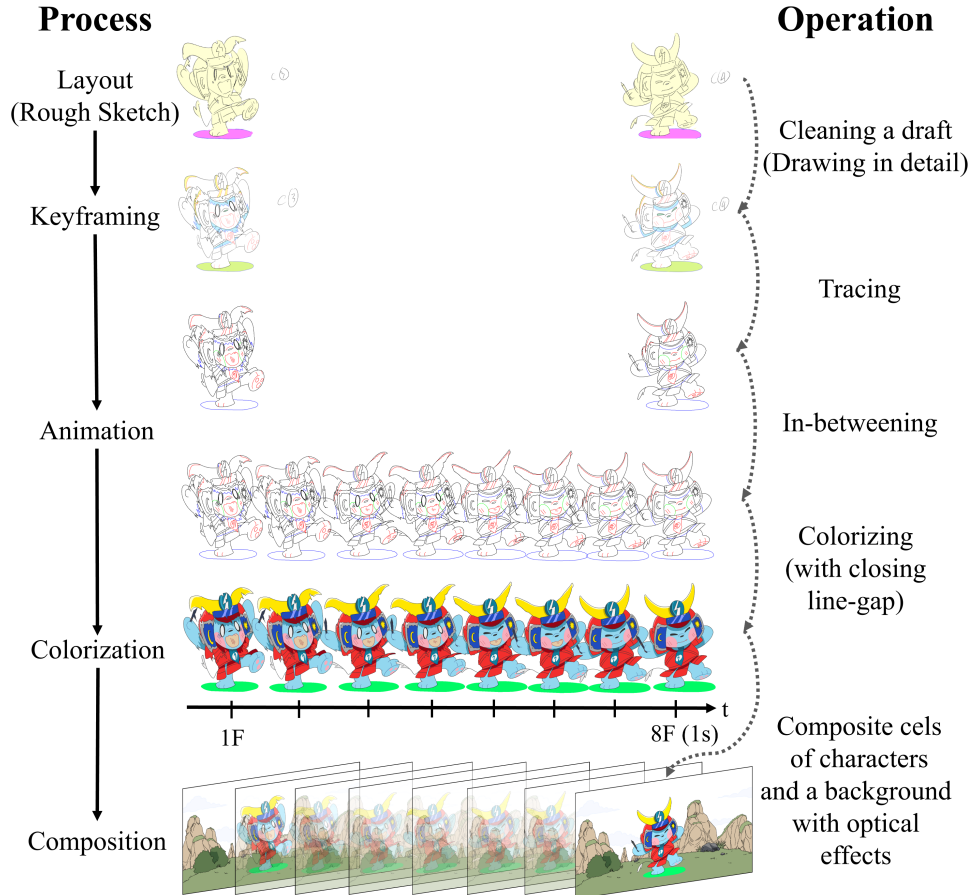 Process
Operation
Layout
(Rough Sketch)
Cleaning a draft
(Drawing in detail)
Keyframing
Tracing
Animation
In-betweening
Colorizing
(with closing
line-gap)
Colorization
t
1F
8F (1s)
Composite cels
of characters
and a background
with optical
effects
Composition